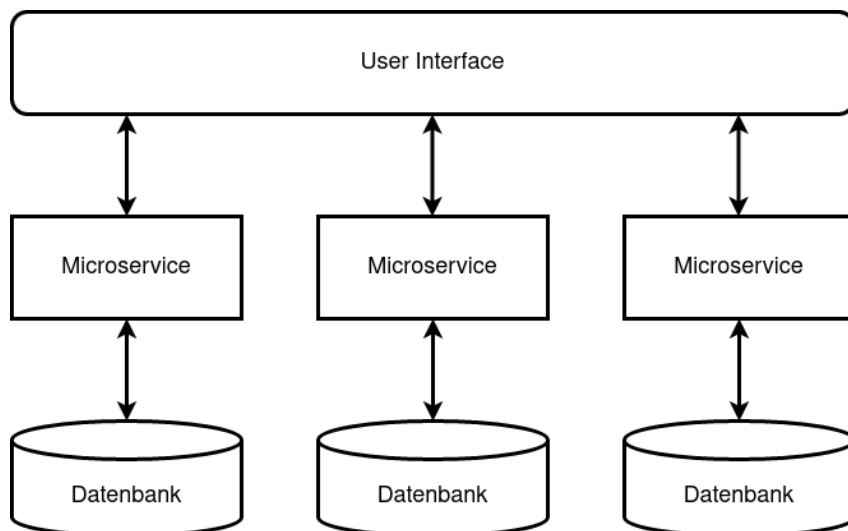 User Interface
Microservice
Microservice
Microservice
Datenbank
Datenbank
Datenbank